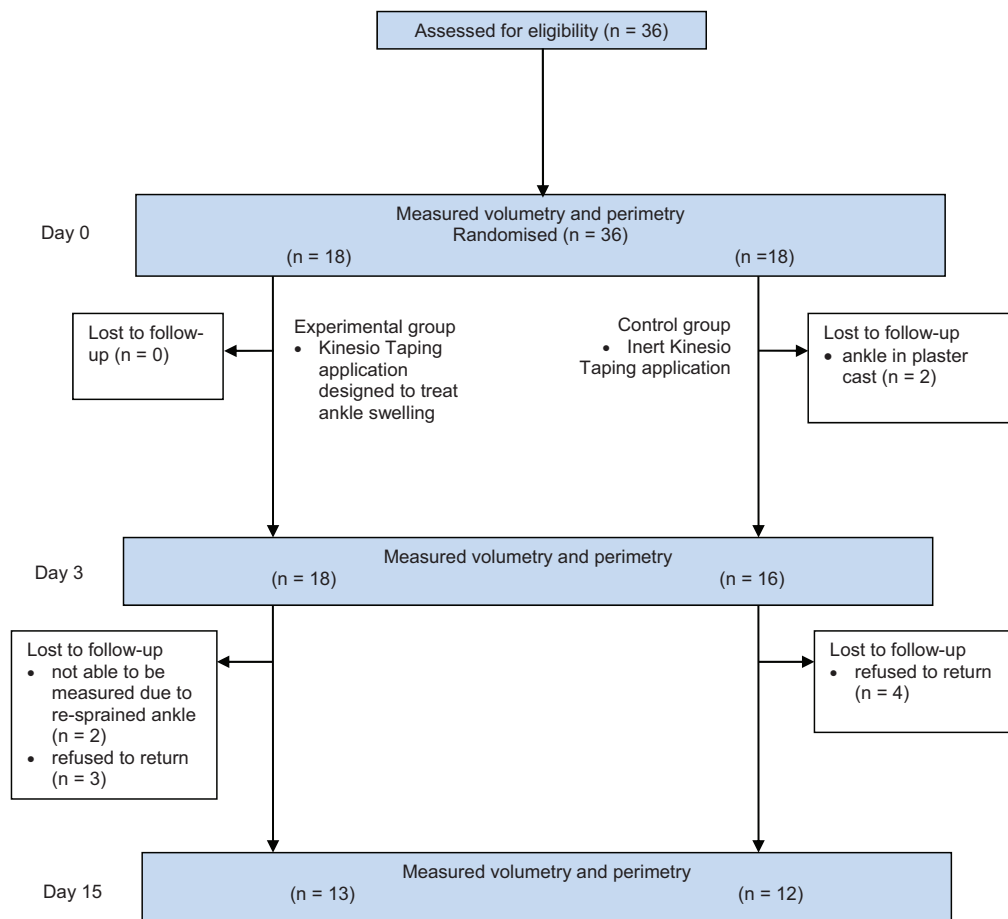 Assessed for eligibility (n = 36)
Day 0
Measured volumetry and perimetry
Randomised (n = 36)
(n = 18)
(n =18)
Lost to follow-
up (n = 0)
Experimental group
• Kinesio Taping
application
designed to treat
ankle swelling
Control group
• Inert Kinesio
Taping application
Lost to follow-up
• ankle in plaster
cast (n = 2)
Day 3
Measured volumetry and perimetry
(n = 18)
(n = 16)
Lost to follow-up
• not able to be
measured due to
re-sprained ankle
(n = 2)
• refused to return
(n = 3)
Lost to follow-up
• refused to return
(n = 4)
Day 15
Measured volumetry and perimetry
(n = 13)
(n = 12)